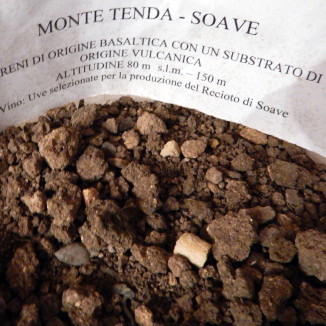 MONTE TENDA - SOAVE
RENI DI ORIGINE BASALTICA CON UN SUBSTRATO DI
ORIGINE VULCANICA
ALTITUDINE 80 m s.l.m. – 150 m
Vino: Uve selezionate per la produzione del Recioto di Soave